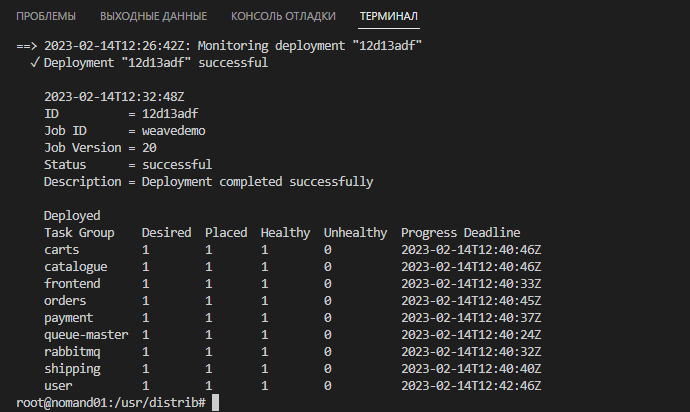 ПРОБЛЕМЫ ВЫХОДНЫЕ ДАННЫЕ КОНСОЛЬ ОТЛАДКИ ТЕРМИНАЛ
==> 2023-02-14T12:26:42Z: Monitoring deployment "12d13adf"
✓ Deployment "12d13adf" successful
2023-02-14T12:32:48Z
ID = 12d13adf
Job ID = weavedemo
Job Version = 20
Status = successful
Description = Deployment completed successfully
Deployed
Task Group Desired Placed Healthy Unhealthy Progress Deadline
carts 1 1 1 0 2023-02-14T12:40:46Z
catalogue 1 1 1 0 2023-02-14T12:40:46Z
frontend 1 1 1 0 2023-02-14T12:40:33Z
orders 1 1 1 0 2023-02-14T12:40:45Z
payment 1 1 1 0 2023-02-14T12:40:37Z
queue-master 1 1 1 0 2023-02-14T12:40:24Z
rabbitmq 1 1 1 0 2023-02-14T12:40:32Z
shipping 1 1 1 0 2023-02-14T12:40:40Z
user 1 1 1 0 2023-02-14T12:42:46Z
root@nomand01:/usr/distrib#